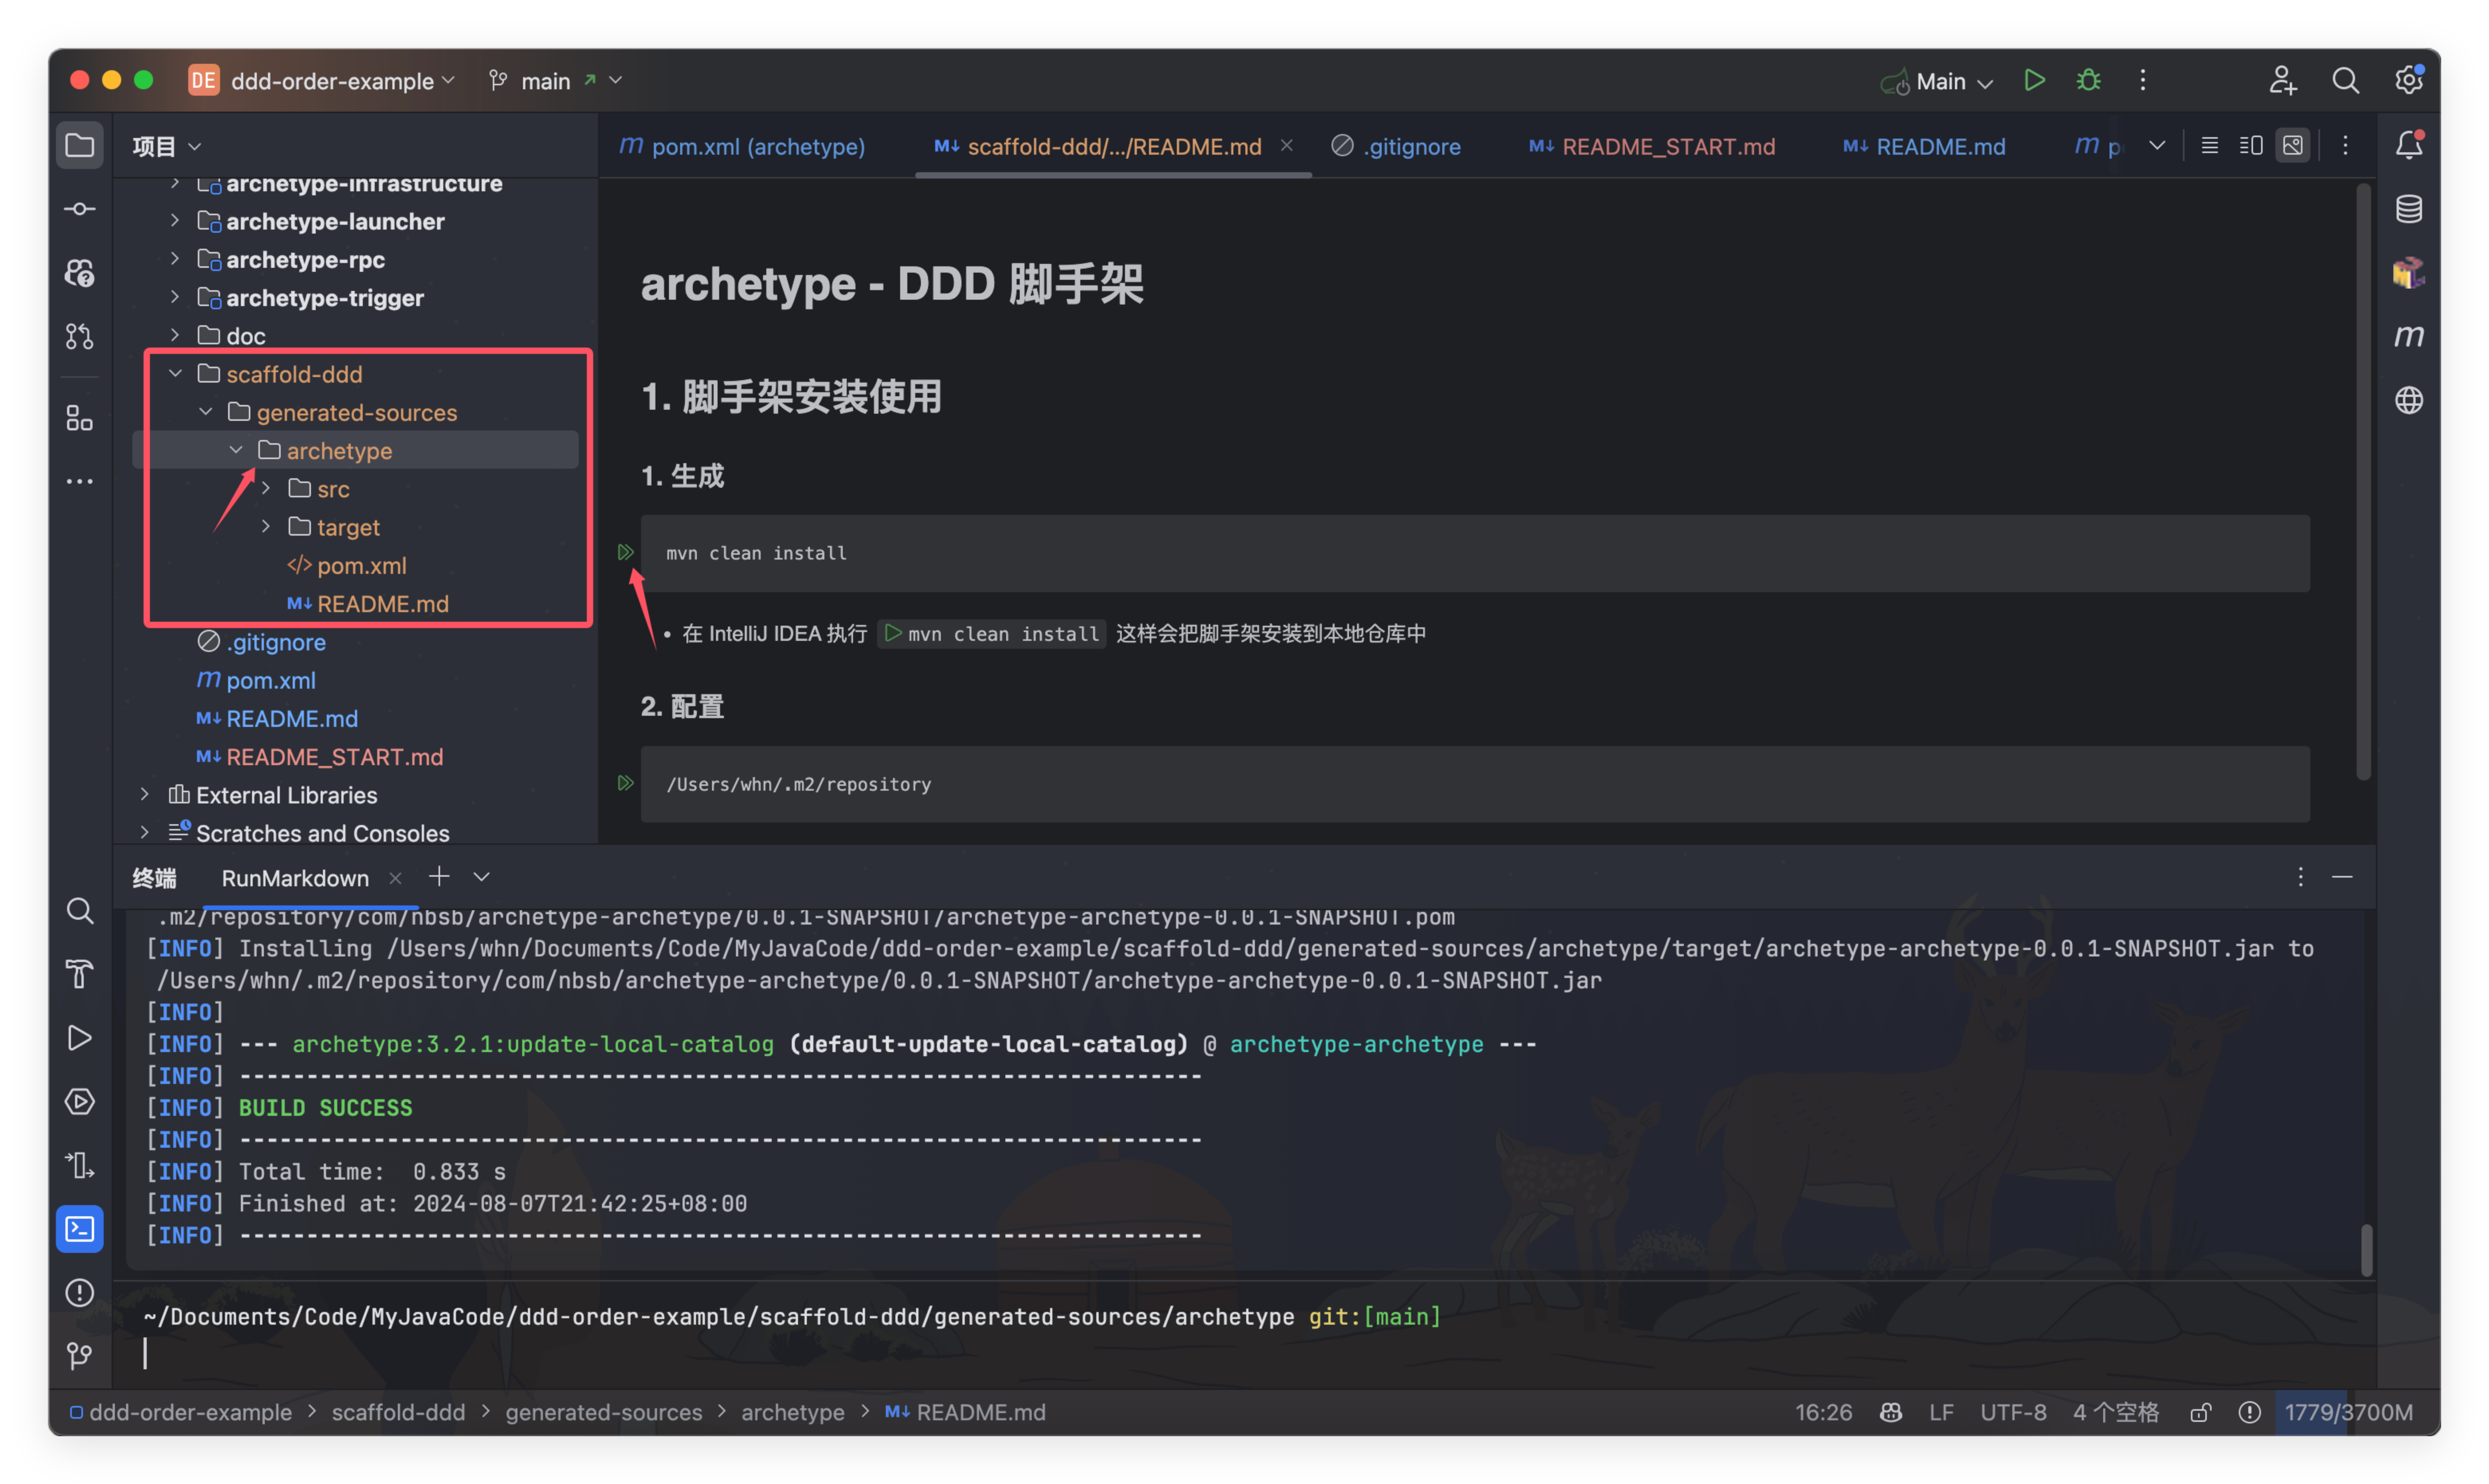 DE ddd-order-example main Main
项目
pom.xml (archetype) scaffold-ddd/.../README.md .gitignore README_START.md README.md
archetype-infrastructure
archetype-launcher
archetype-rpc
archetype-trigger
doc
scaffold-ddd
generated-sources
archetype
src
target
pom.xml
README.md
.gitignore
pom.xml
README.md
README_START.md
External Libraries
Scratches and Consoles
archetype - DDD 脚手架
1. 脚手架安装使用
1. 生成
mvn clean install
• 在 IntelliJ IDEA 执行 mvn clean install 这样会把脚手架安装到本地仓库中
2. 配置
/Users/whn/.m2/repository
终端 RunMarkdown
.m2/repository/com/nbsb/archetype-archetype/0.0.1-SNAPSHOT/archetype-archetype-0.0.1-SNAPSHOT.pom
[INFO] Installing /Users/whn/Documents/Code/MyJavaCode/ddd-order-example/scaffold-ddd/generated-sources/archetype/target/archetype-archetype-0.0.1-SNAPSHOT.jar to
/Users/whn/.m2/repository/com/nbsb/archetype-archetype/0.0.1-SNAPSHOT/archetype-archetype-0.0.1-SNAPSHOT.jar
[INFO]
[INFO] --- archetype:3.2.1:update-local-catalog (default-update-local-catalog) @ archetype-archetype ---
[INFO] ------------------------------------------------------------------------
[INFO] BUILD SUCCESS
[INFO] ------------------------------------------------------------------------
[INFO] Total time:  0.833 s
[INFO] Finished at: 2024-08-07T21:42:25+08:00
[INFO] ------------------------------------------------------------------------
~/Documents/Code/MyJavaCode/ddd-order-example/scaffold-ddd/generated-sources/archetype git:[main]
ddd-order-example > scaffold-ddd > generated-sources > archetype > README.md
16:26 LF UTF-8 4 个空格 1779/3700M